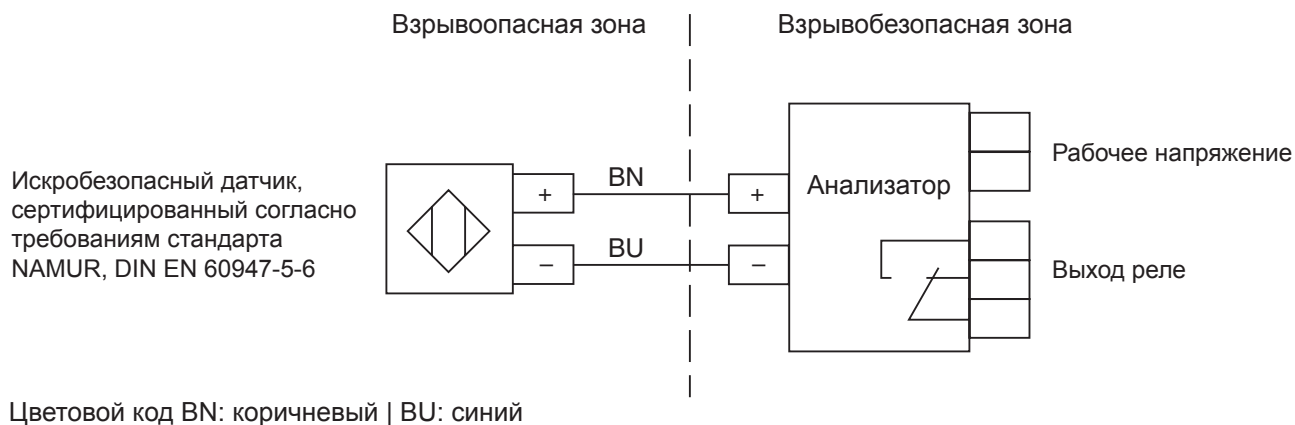 Взрывоопасная зона
Взрывобезопасная зона
Искробезопасный датчик,
сертифицированный согласно
требованиям стандарта
NAMUR, DIN EN 60947-5-6
+
BN
+
−
BU
−
Анализатор
Рабочее напряжение
Выход реле
Цветовой код BN: коричневый | BU: синий